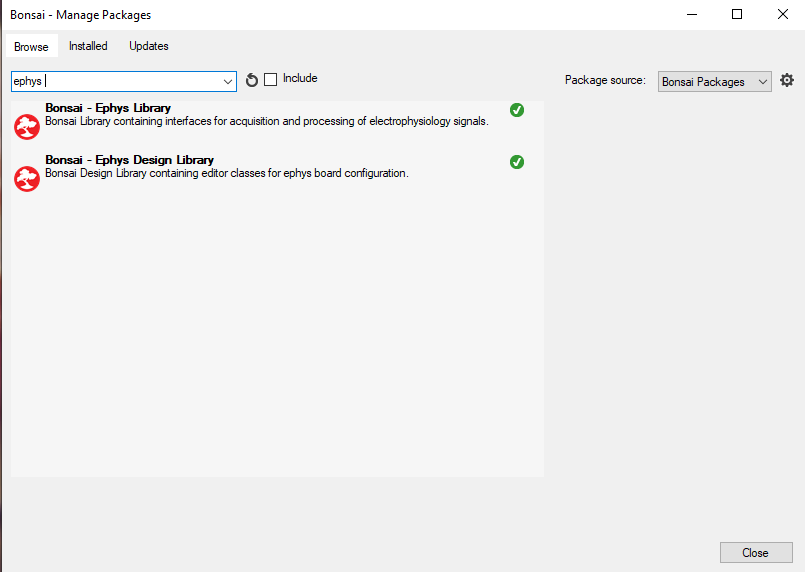 Bonsai - Manage Packages
Browse Installed Updates
ephys
Include
Package source: Bonsai Packages
Bonsai - Ephys Library
Bonsai Library containing interfaces for acquisition and processing of electrophysiology signals.
Bonsai - Ephys Design Library
Bonsai Design Library containing editor classes for ephys board configuration.
Close